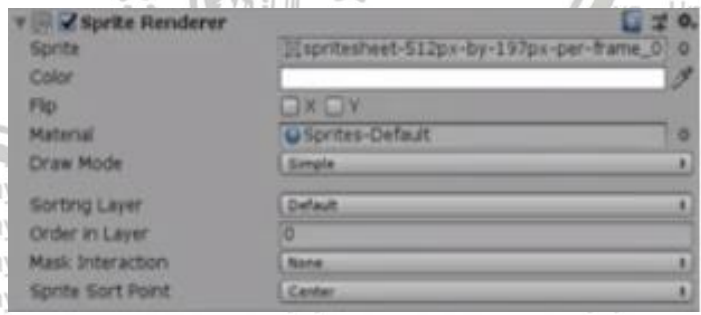 Sprite Renderer
Sprite spritesheet-512px-by-197px-per-frame_0
Color
Flip X Y
Material Sprites-Default
Draw Mode Simple
Sorting Layer Default
Order in Layer 0
Mask Interaction None
Sprite Sort Point Center